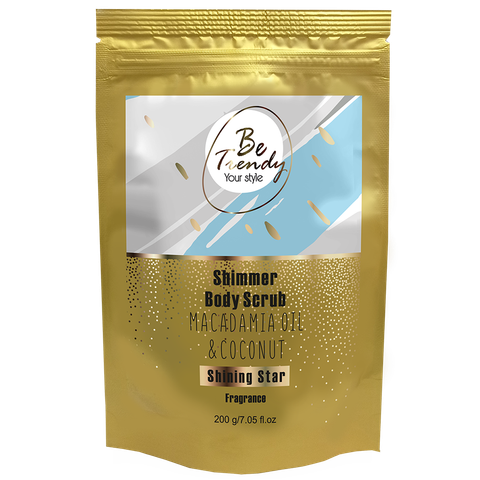 Be
Trendy
Your style
Shimmer
Body Scrub
MACADAMIA OIL
& COCONUT
Shining Star
Fragrance
200 g/7.05 fl.oz